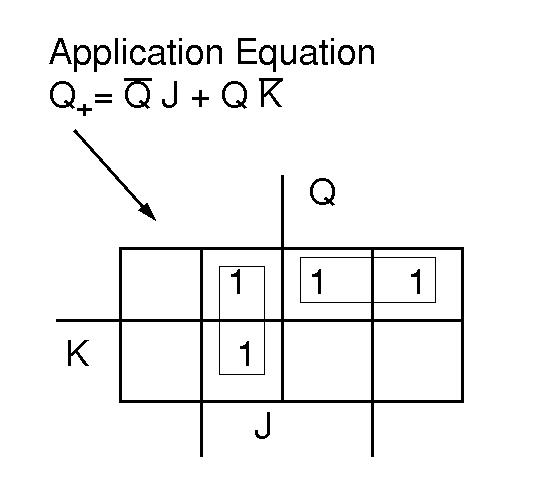 Application Equation
Q₊= Q̅ J + Q K̅
Q
1 1 1
K 1
J